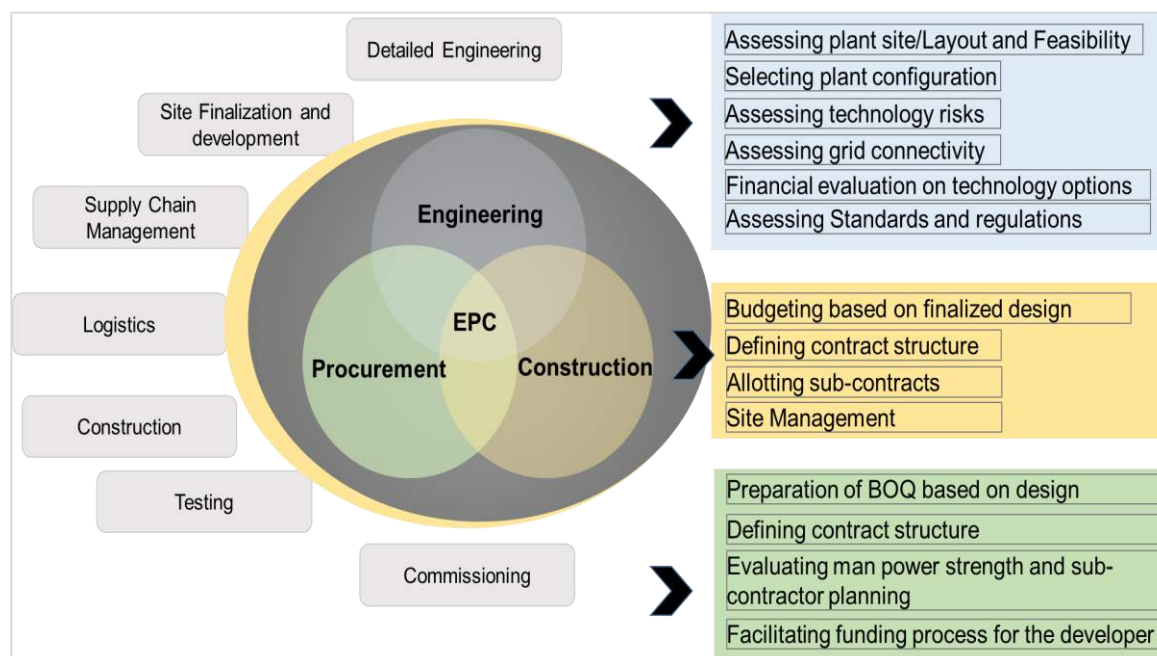 Detailed Engineering
Site Finalization and
development
Supply Chain
Management
Logistics
Construction
Testing
Commissioning
Engineering
EPC
Procurement
Construction
Assessing plant site/Layout and Feasibility
Selecting plant configuration
Assessing technology risks
Assessing grid connectivity
Financial evaluation on technology options
Assessing Standards and regulations
Budgeting based on finalized design
Defining contract structure
Allotting sub-contracts
Site Management
Preparation of BOQ based on design
Defining contract structure
Evaluating man power strength and sub-
contractor planning
Facilitating funding process for the developer